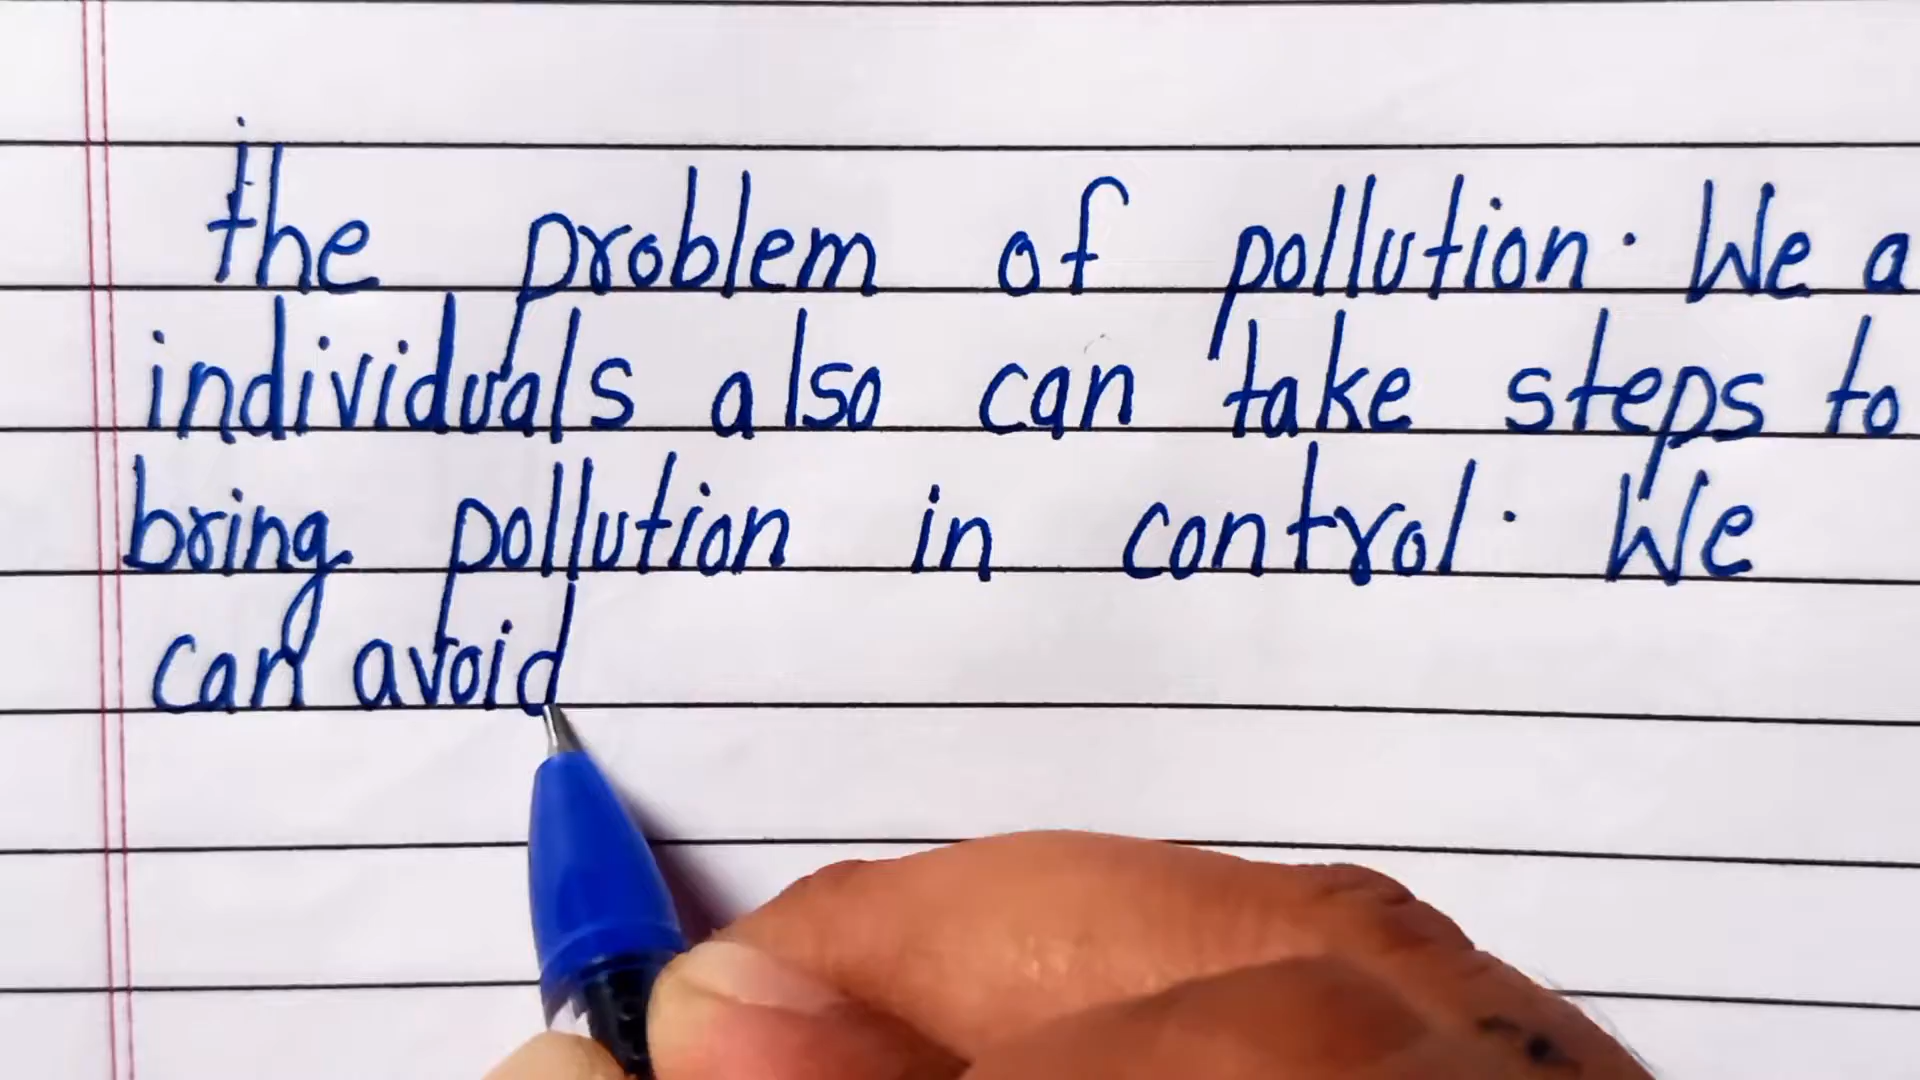 the problem of pollution. We a
individuals also can take steps to
bring pollution in control. We
can avoid